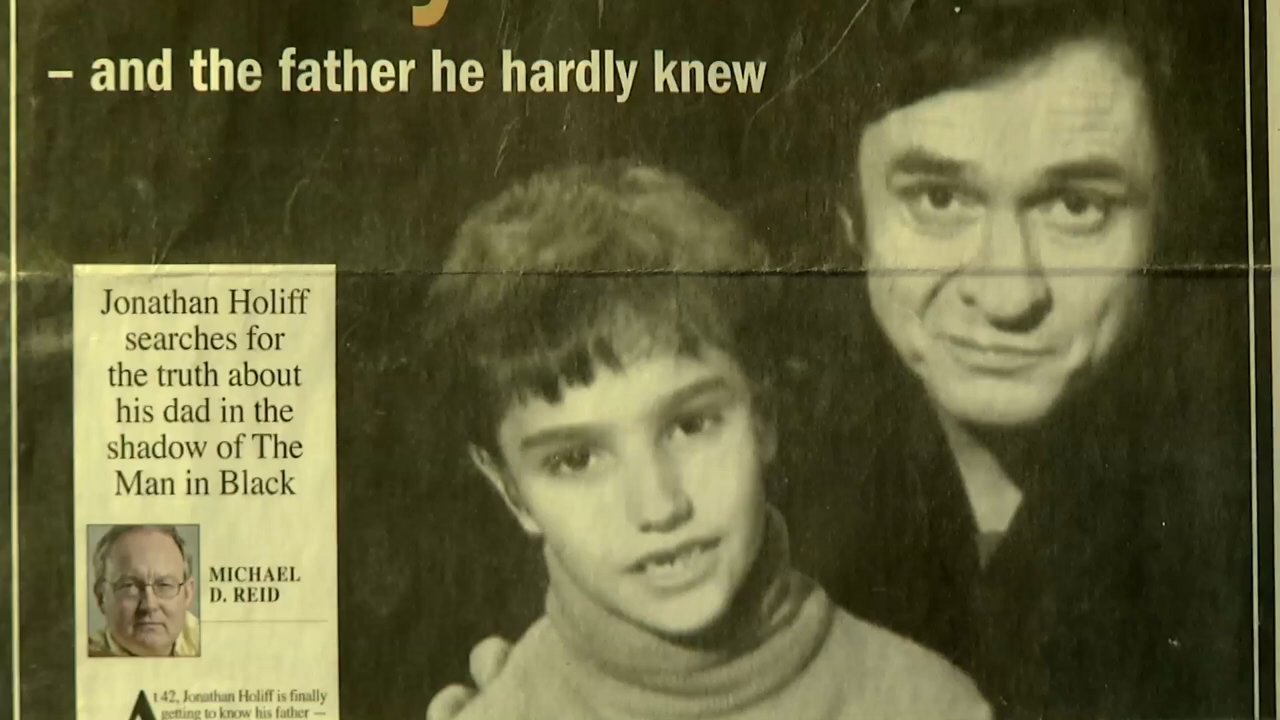 – and the father he hardly knew
Jonathan Holiff
searches for
the truth about
his dad in the
shadow of The
Man in Black
MICHAEL
D. REID
At 42, Jonathan Holiff is finally
getting to know his father —